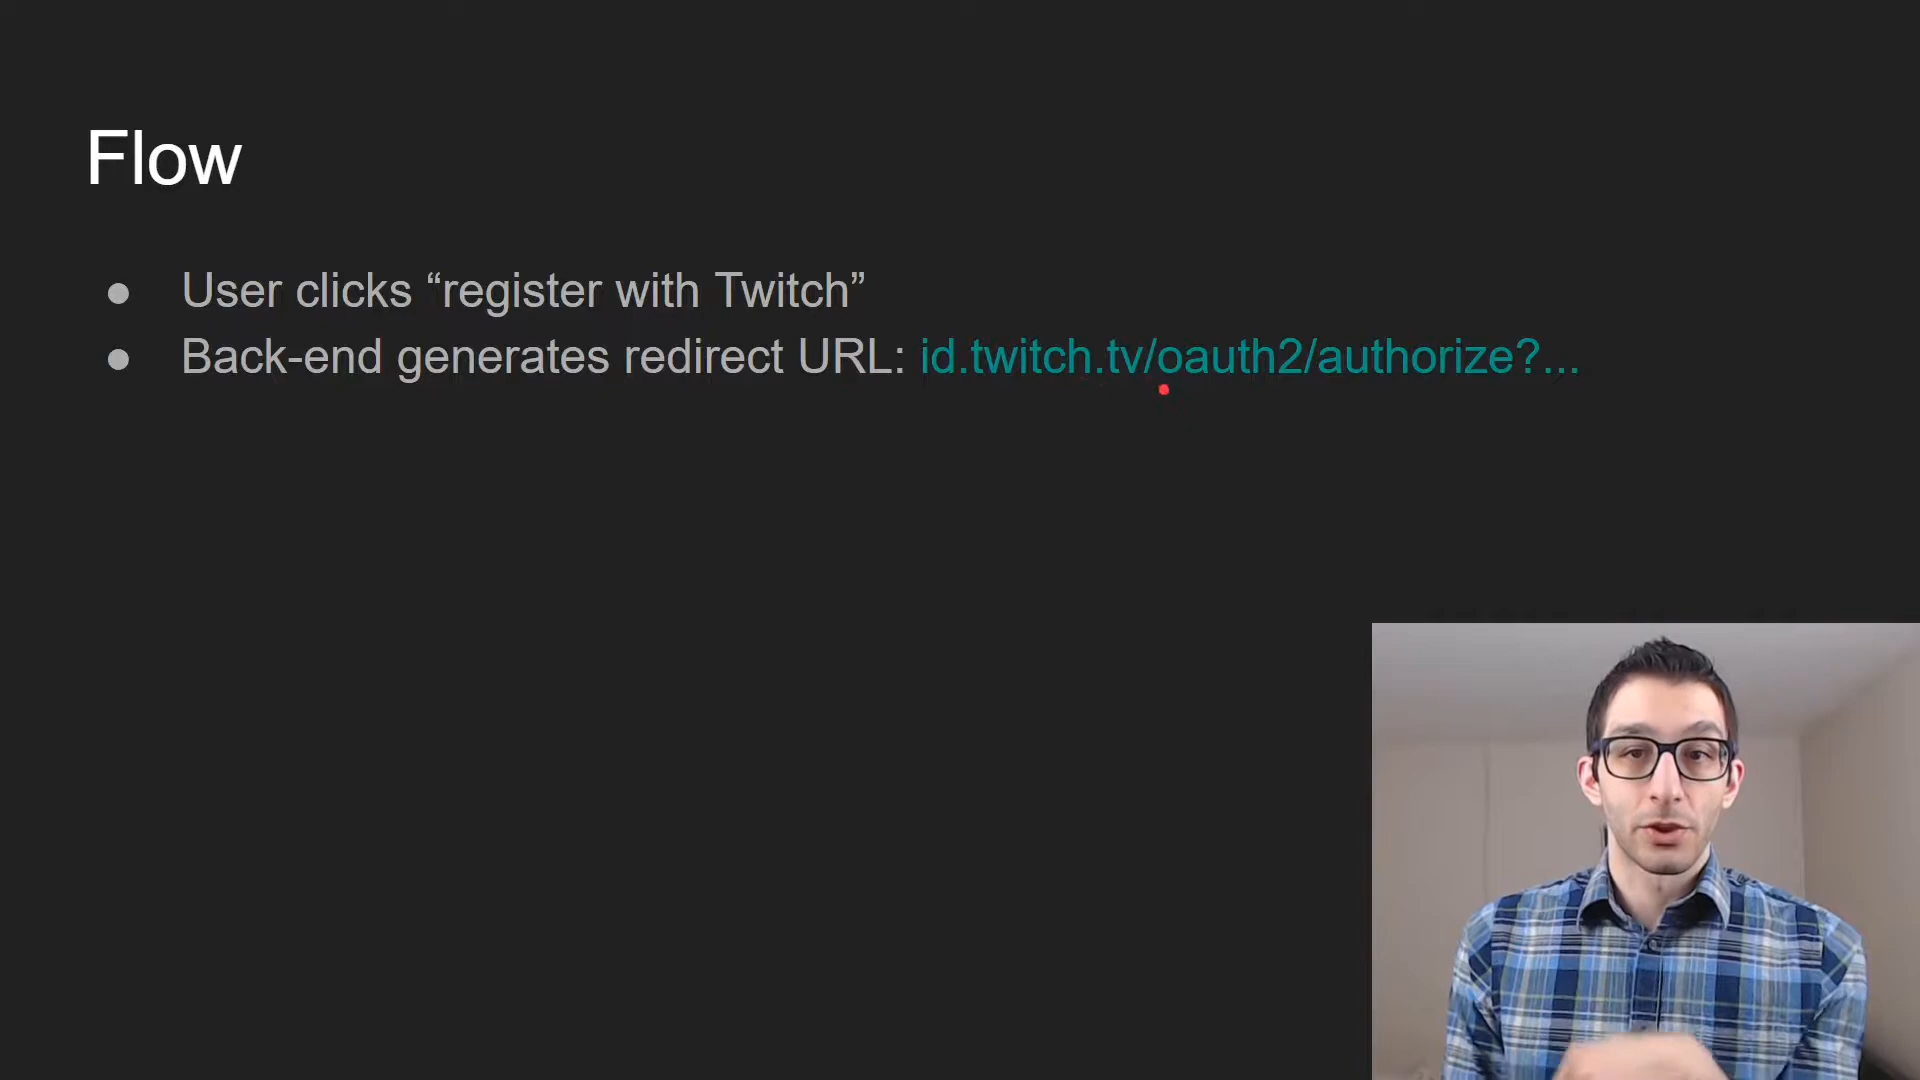 Flow
● User clicks “register with Twitch”
● Back-end generates redirect URL: id.twitch.tv/oauth2/authorize?...